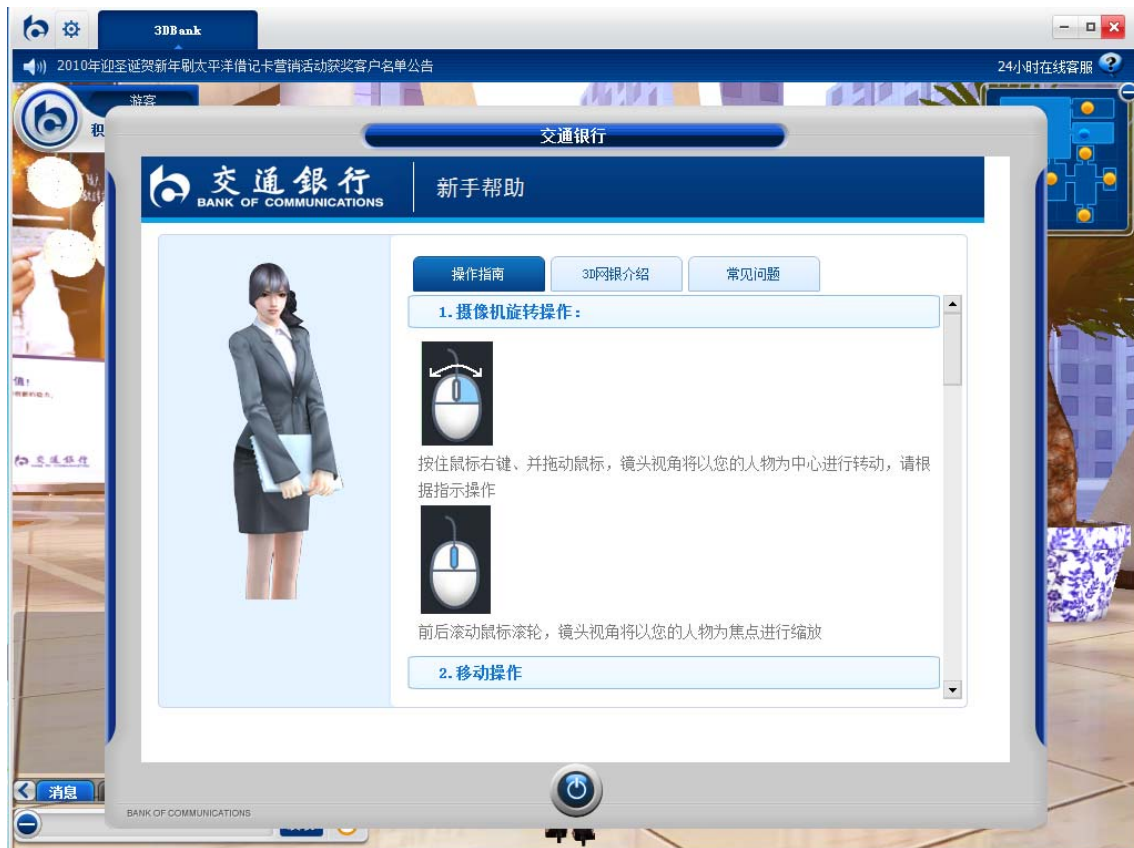 3DBank
2010年迎圣诞贺新年刷太平洋借记卡营销活动获奖客户名单公告
24小时在线客服
游客
积
交通银行
交通銀行
BANK OF COMMUNICATIONS
新手帮助
操作指南
3D网银介绍
常见问题
1.摄像机旋转操作：
按住鼠标右键、并拖动鼠标，镜头视角将以您的人物为中心进行转动，请根
据指示操作
前后滚动鼠标滚轮，镜头视角将以您的人物为焦点进行缩放
2.移动操作
值！
交通银行
消息
BANK OF COMMUNICATIONS